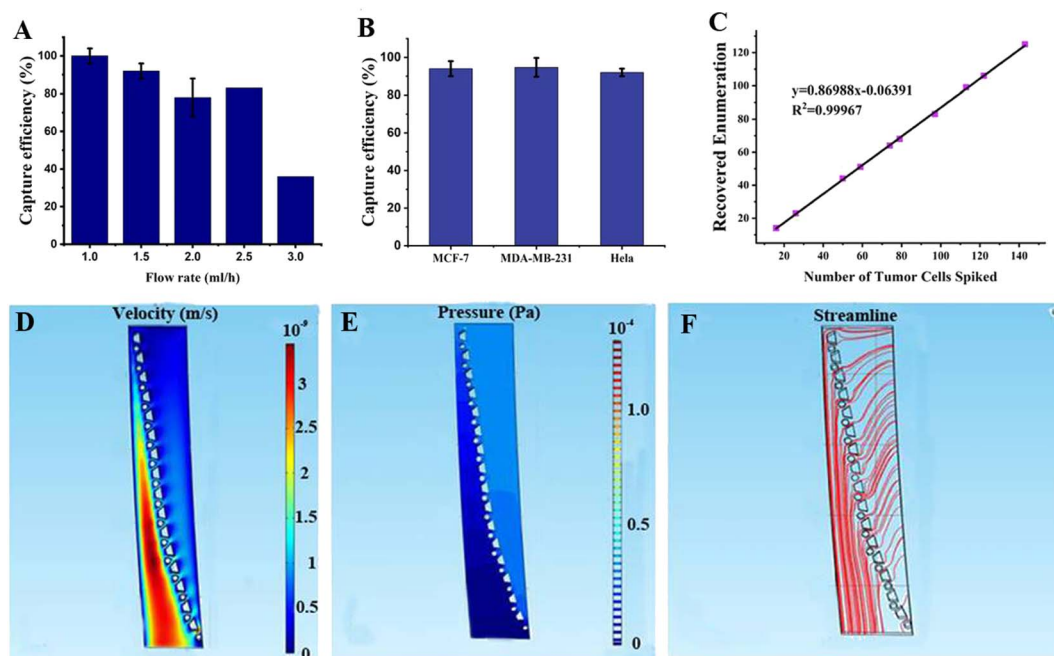 A
Capture efficiency (%)
100
80
60
40
20
0
1.0 1.5 2.0 2.5 3.0
Flow rate (ml/h)
B
Capture efficiency (%)
100
80
60
40
20
0
MCF-7 MDA-MB-231 Hela
C
Recovered Enumeration
120
100
80
60
40
20
y=0.86988x-0.06391
R²=0.99967
20 40 60 80 100 120 140
Number of Tumor Cells Spiked
D
Velocity (m/s)
10⁻⁹
3
2
1
0.5
0
E
Pressure (Pa)
10⁻⁴
1.0
0.5
0
F
Streamline